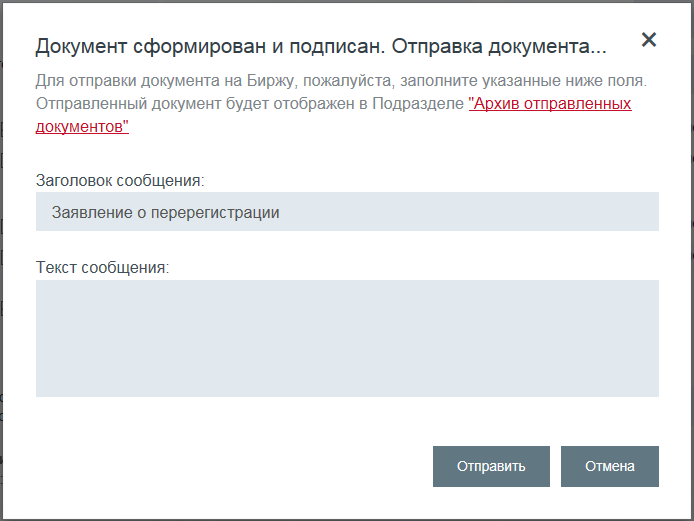 Документ сформирован и подписан. Отправка документа...
Для отправки документа на Биржу, пожалуйста, заполните указанные ниже поля.
Отправленный документ будет отображен в Подразделе "Архив отправленных
документов"
Заголовок сообщения:
Заявление о перерегистрации
Текст сообщения:
Отправить
Отмена